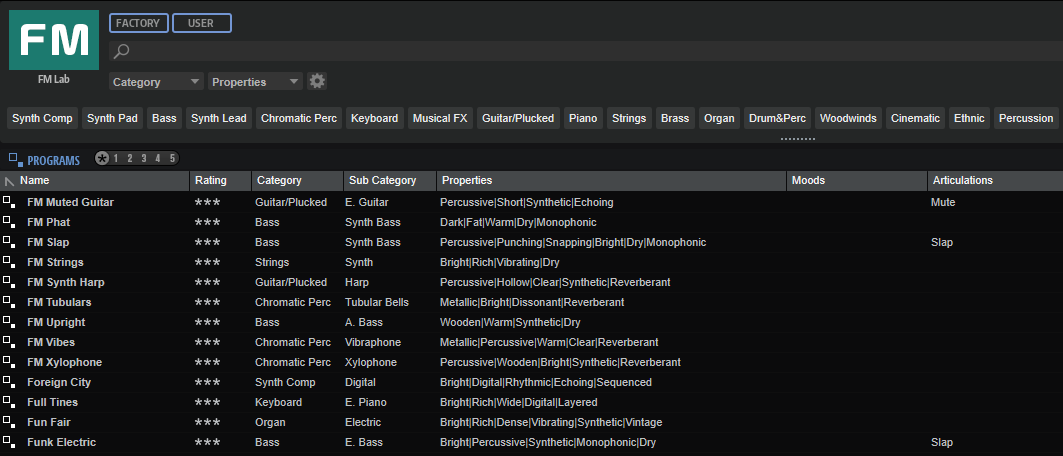 FM
FM Lab
FACTORY USER
Category Properties
Synth Comp Synth Pad Bass Synth Lead Chromatic Perc Keyboard Musical FX Guitar/Plucked Piano Strings Brass Organ Drum&Perc Woodwinds Cinematic Ethnic Percussion
PROGRAMS * 1 2 3 4 5
Name Rating Category Sub Category Properties Moods Articulations
FM Muted Guitar *** Guitar/Plucked E. Guitar Percussive|Short|Synthetic|Echoing Mute
FM Phat *** Bass Synth Bass Dark|Fat|Warm|Dry|Monophonic
FM Slap *** Bass Synth Bass Percussive|Punching|Snapping|Bright|Dry|Monophonic Slap
FM Strings *** Strings Synth Bright|Rich|Vibrating|Dry
FM Synth Harp *** Guitar/Plucked Harp Percussive|Hollow|Clear|Synthetic|Reverberant
FM Tubulars *** Chromatic Perc Tubular Bells Metallic|Bright|Dissonant|Reverberant
FM Upright *** Bass A. Bass Wooden|Warm|Synthetic|Dry
FM Vibes *** Chromatic Perc Vibraphone Metallic|Percussive|Warm|Clear|Reverberant
FM Xylophone *** Chromatic Perc Xylophone Percussive|Wooden|Bright|Synthetic|Reverberant
Foreign City *** Synth Comp Digital Bright|Digital|Rhythmic|Echoing|Sequenced
Full Tines *** Keyboard E. Piano Bright|Rich|Wide|Digital|Layered
Fun Fair *** Organ Electric Bright|Rich|Dense|Vibrating|Synthetic|Vintage
Funk Electric *** Bass E. Bass Bright|Percussive|Synthetic|Monophonic|Dry Slap